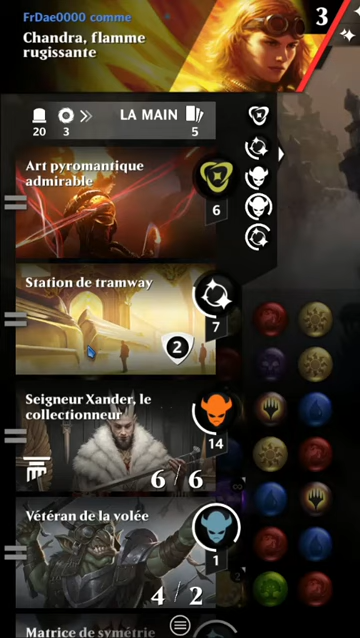 FrDae0000 comme
3
Chandra, flamme
rugissante
LA MAIN
20
3
5
Art pyromantique
admirable
6
Station de tramway
7
2
Seigneur Xander, le
collectionneur
14
6 / 6
Vétéran de la volée
1
4 / 2
Matrice de symétrie
2